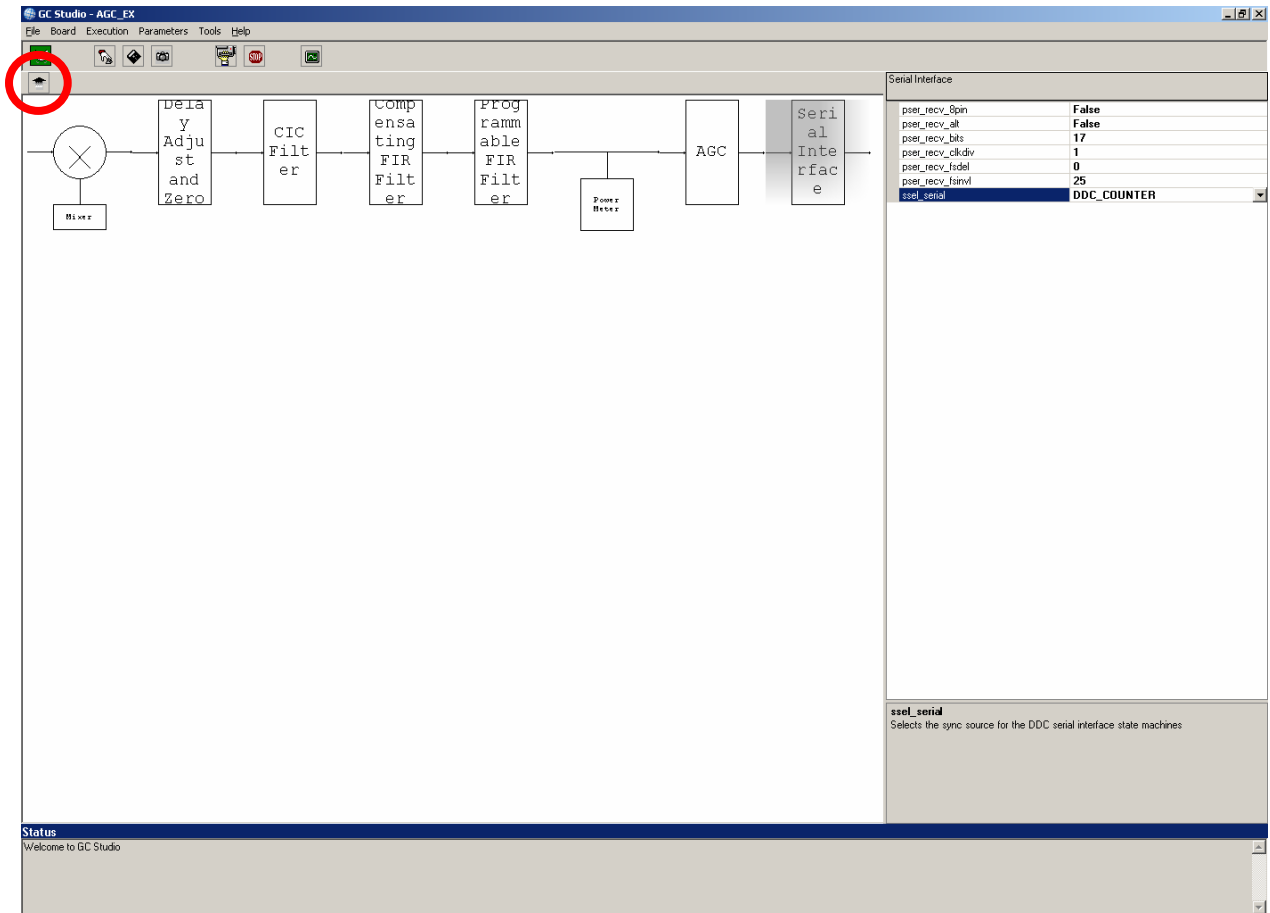 GC Studio - AGC_EX
File Board Execution Parameters Tools Help
STOP
Serial Interface
pser_recv_8pin False
pser_recv_alt False
pser_recv_bits 17
pser_recv_clkdiv 1
pser_recv_fsdel 0
pser_recv_fsinvl 25
ssel_serial DDC_COUNTER
Mixer
Dela
y
Adju
st
and
Zero
CIC
Filt
er
Comp
ensa
ting
FIR
Filt
er
Prog
ramm
able
FIR
Filt
er
Power
Meter
AGC
Seri
al
Inte
rfac
e
ssel_serial
Selects the sync source for the DDC serial interface state machines
Status
Welcome to GC Studio